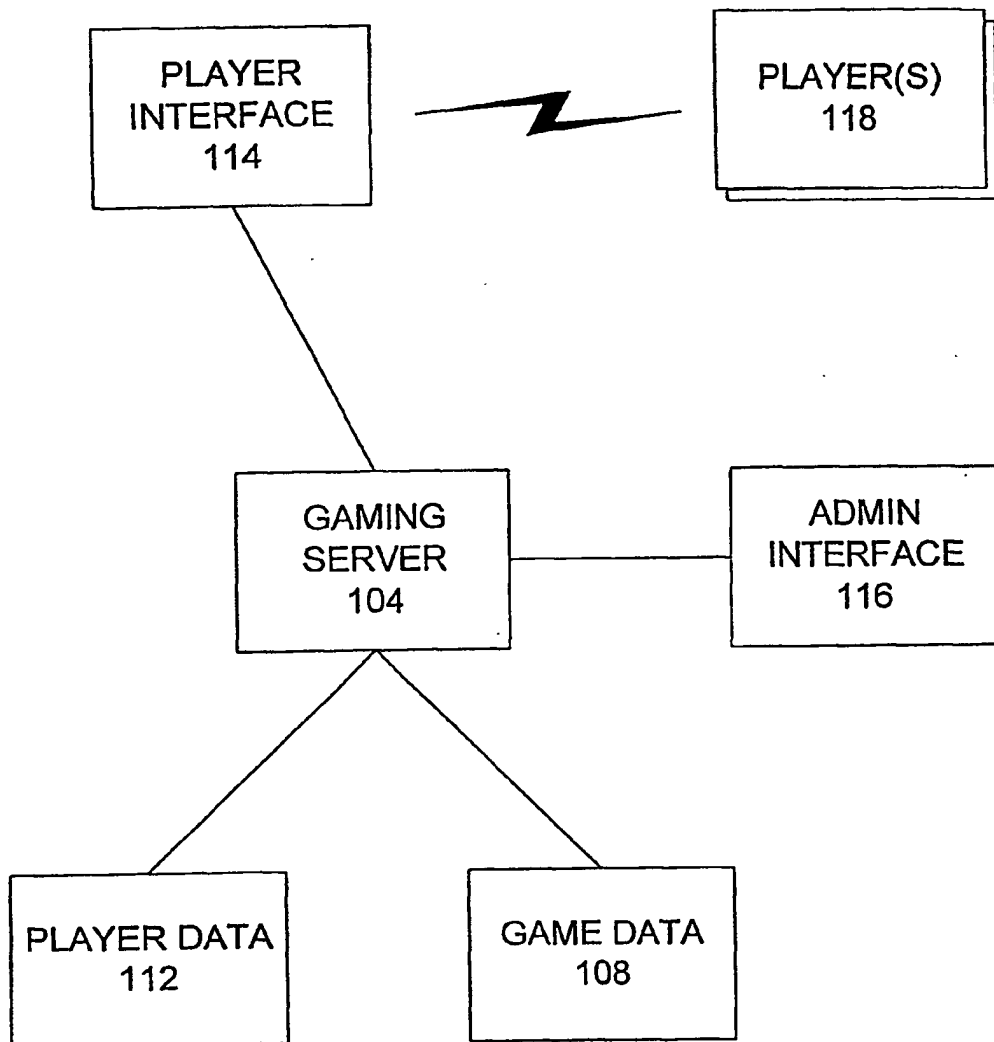 PLAYER
INTERFACE
114
PLAYER(S)
118
GAMING
SERVER
104
ADMIN
INTERFACE
116
PLAYER DATA
112
GAME DATA
108